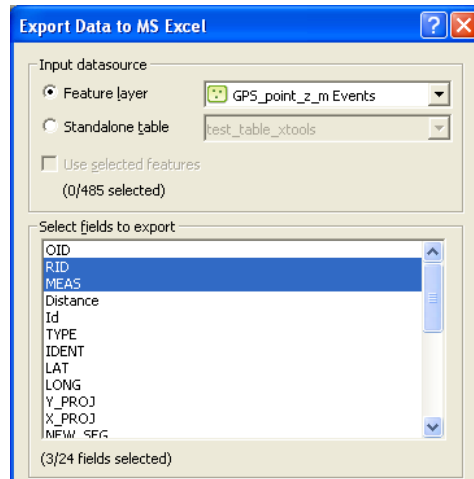 Export Data to MS Excel
Input datasource
Feature layer
GPS_point_z_m Events
Standalone table
test_table_xtools
Use selected features
(0/485 selected)
Select fields to export
OID
RID
MEAS
Distance
Id
TYPE
IDENT
LAT
LONG
Y_PROJ
X_PROJ
NEW_SEG
(3/24 fields selected)